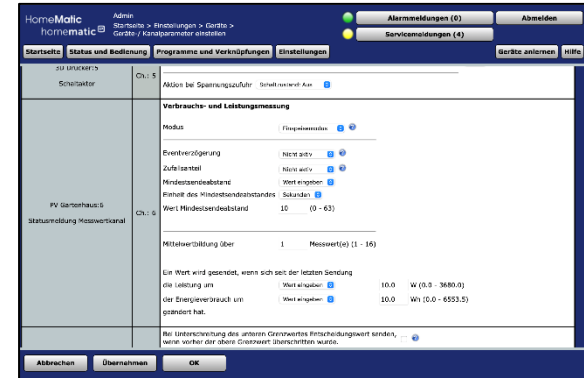 HomeMatic
homematic
Admin
Startseite > Einstellungen > Geräte >
Geräte-/ Kanalparameter einstellen
Alarmmeldungen (0)
Servicemeldungen (4)
Abmelden
Startseite
Status und Bedienung
Programme und Verknüpfungen
Einstellungen
Geräte anlernen
Hilfe
Schaltaktor
Ch.: 5
Aktion bei Spannungszufuhr Schaltzustand: Aus
PV Gartenhaus:6
Statusmeldung Messwertkanal
Ch.: 6
Verbrauchs- und Leistungsmessung
Modus Einspeisemodus
Eventverzögerung Nicht aktiv
Zufallsanteil Nicht aktiv
Mindestsendeabstand Wert eingeben
Einheit des Mindestsendeabstandes Sekunden
Wert Mindestsendeabstand 10 (0 - 63)
Mittelwertbildung über 1 Messwert(e) (1 - 16)
Ein Wert wird gesendet, wenn sich seit der letzten Sendung
die Leistung um Wert eingeben 10.0 W (0.0 - 3680.0)
der Energieverbrauch um Wert eingeben 10.0 Wh (0.0 - 6553.5)
geändert hat.
Bei Unterschreitung des unteren Grenzwertes Entscheidungswert senden,
wenn vorher der obere Grenzwert überschritten wurde.
Abbrechen
Übernehmen
OK